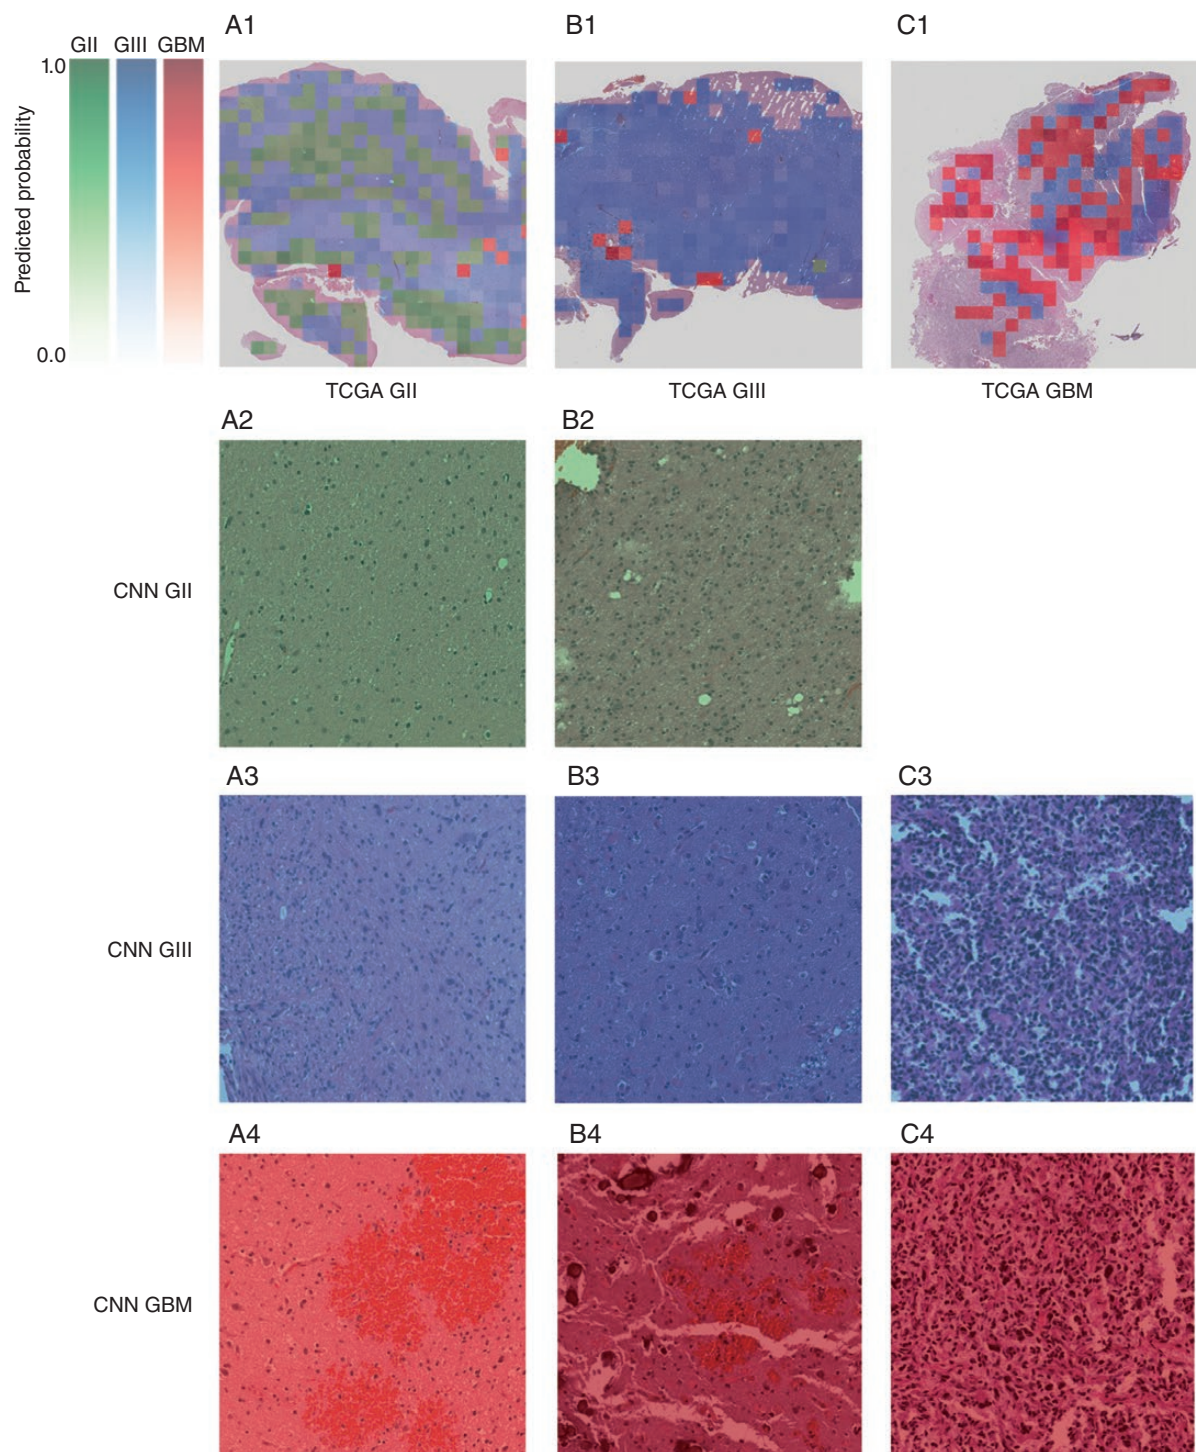 A1 B1 C1
GII GIII GBM
1.0
Predicted probability
0.0
TCGA GII TCGA GIII TCGA GBM
A2 B2
CNN GII
A3 B3 C3
CNN GIII
A4 B4 C4
CNN GBM